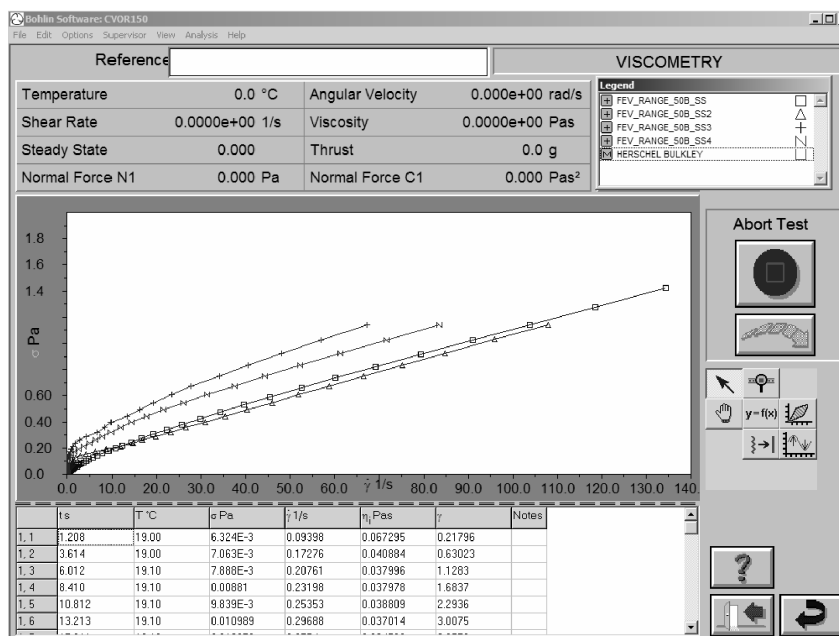 Bohlin Software: CVOR150
File Edit Options Supervisor View Analysis Help
Reference
VISCOMETRY
Temperature 0.0 °C Angular Velocity 0.000e+00 rad/s
Shear Rate 0.0000e+00 1/s Viscosity 0.0000e+00 Pas
Steady State 0.000 Thrust 0.0 g
Normal Force N1 0.000 Pa Normal Force C1 0.000 Pas²
Legend
FEV_RANGE_50B_SS
FEV_RANGE_50B_SS2
FEV_RANGE_50B_SS3
FEV_RANGE_50B_SS4
M HERSCHEL BULKLEY
Abort Test
1.8
1.6
1.4
σ Pa
0.60
0.40
0.20
0.0
0.0 10.0 20.0 30.0 40.0 50.0 60.0 70.0 80.0 90.0 100.0 110.0 120.0 130.0 140.
γ̇ 1/s
y=f(x)
t s T °C σ Pa γ̇ 1/s η Pas γ Notes
1, 1 1.208 19.00 6.324E-3 0.09398 0.067295 0.21796
1, 2 3.614 19.00 7.063E-3 0.17276 0.040884 0.63023
1, 3 6.012 19.10 7.888E-3 0.20761 0.037996 1.1283
1, 4 8.410 19.10 0.00881 0.23198 0.037978 1.6837
1, 5 10.812 19.10 9.839E-3 0.25353 0.038809 2.2936
1, 6 13.213 19.10 0.010989 0.29688 0.037014 3.0075
?